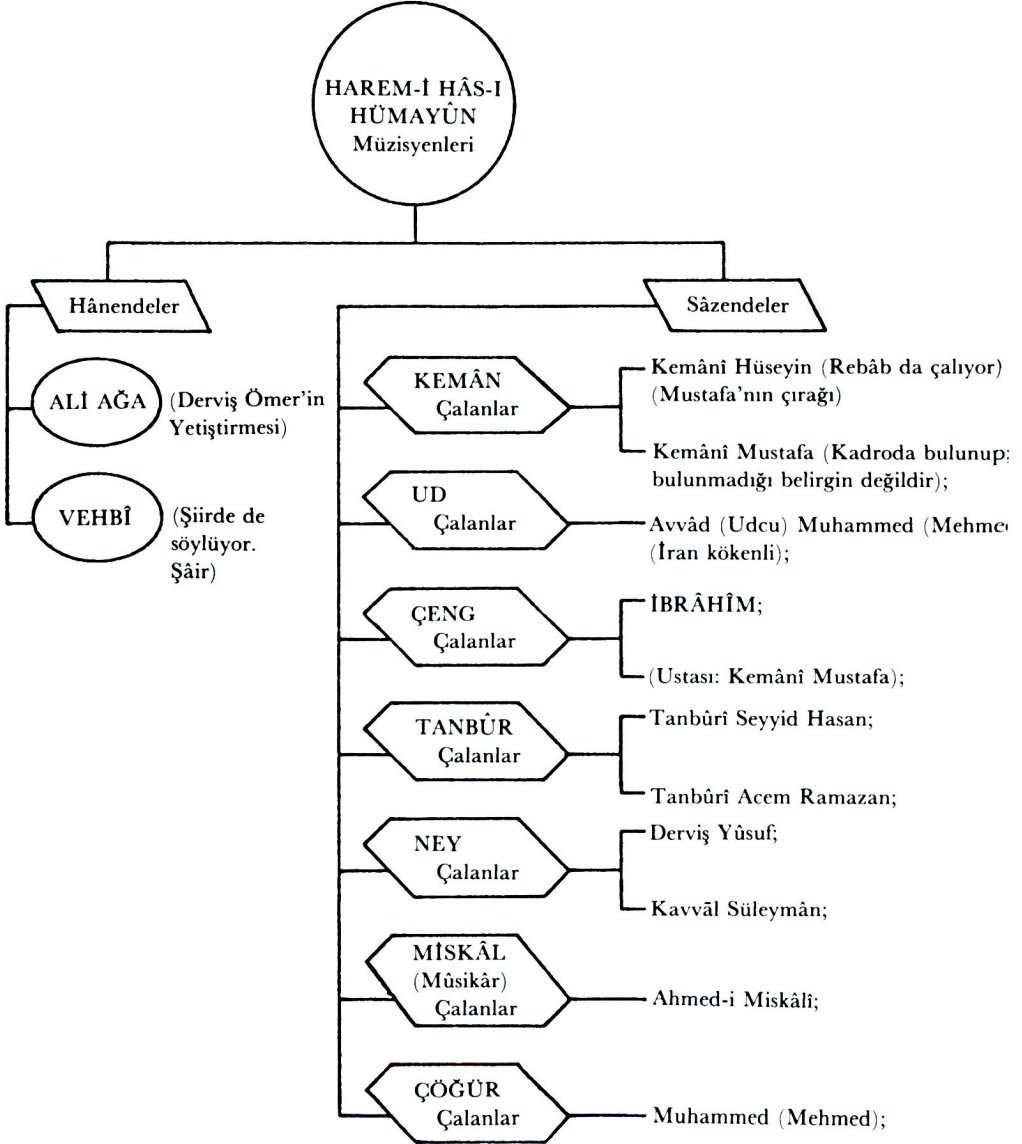 HAREM-İ HÂS-I
HÜMAYÛN
Müzisyenleri
Hânendeler
ALİ AĞA
(Derviş Ömer'in
Yetiştirmesi)
VEHBÎ
(Şiirde de
söylüyor.
Şâir)
Sâzendeler
KEMÂN
Çalanlar
Kemânî Hüseyin (Rebâb da çalıyor)
(Mustafa'nın çırağı)
Kemânî Mustafa (Kadroda bulunup;
bulunmadığı belirgin değildir);
UD
Çalanlar
Avvâd (Udcu) Muhammed (Mehme
(İran kökenli);
ÇENG
Çalanlar
İBRÂHÎM;
(Ustası: Kemânî Mustafa);
TANBÛR
Çalanlar
Tanbûrî Seyyid Hasan;
Tanbûrî Acem Ramazan;
NEY
Çalanlar
Derviş Yûsuf;
Kavvāl Süleymân;
MİSKÂL
(Mûsikâr)
Çalanlar
Ahmed-i Miskâlî;
ÇÖĞÜR
Çalanlar
Muhammed (Mehmed);